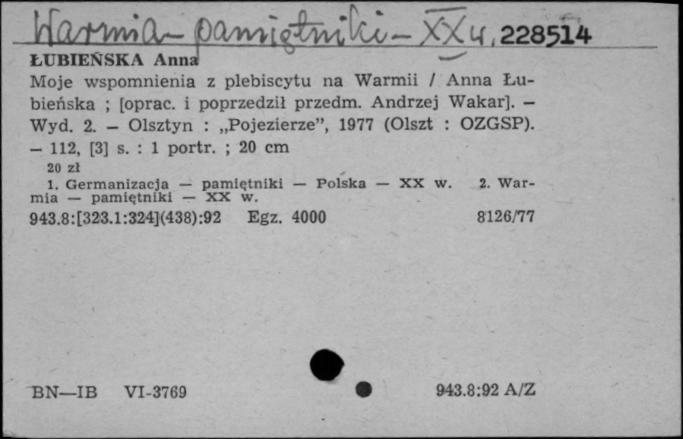 Warmia - pamiętniki - XX w. 228514
ŁUBIEŃSKA Anna
Moje wspomnienia z plebiscytu na Warmii / Anna Łu-
bieńska ; [oprac. i poprzedził przedm. Andrzej Wakar]. —
Wyd. 2. — Olsztyn : „Pojezierze”, 1977 (Olszt : OZGSP).
— 112, [3] s. : 1 portr. ; 20 cm
20 zł
1. Germanizacja — pamiętniki — Polska — XX w. 2. War-
mia — pamiętniki — XX w.
943.8:[323.1:324](438):92 Egz. 4000 8126/77
BN—IB VI-3769 943.8:92 A/Z